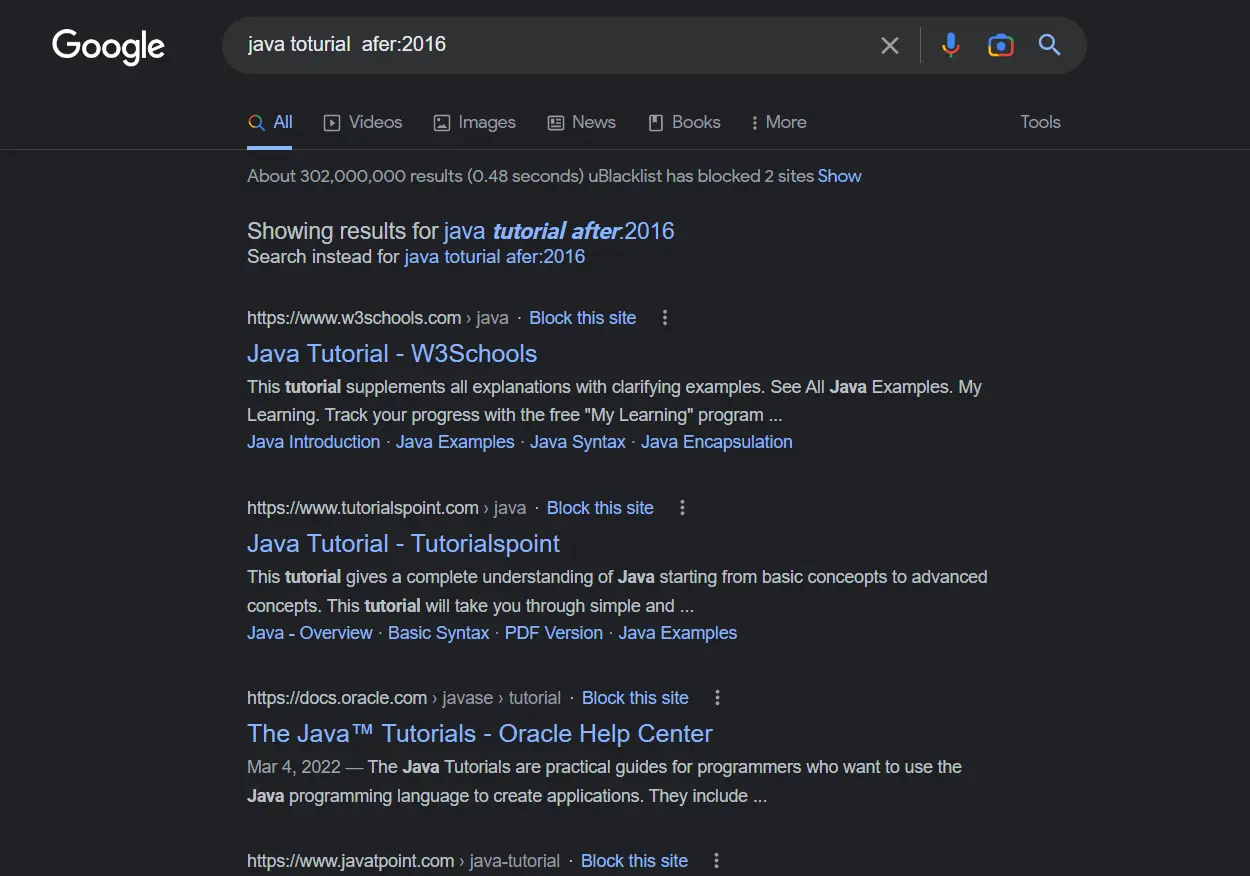 Google
java toturial  afer:2016
All Videos Images News Books More Tools
About 302,000,000 results (0.48 seconds) uBlacklist has blocked 2 sites Show
Showing results for java tutorial after:2016
Search instead for java toturial afer:2016
https://www.w3schools.com › java · Block this site
Java Tutorial - W3Schools
This tutorial supplements all explanations with clarifying examples. See All Java Examples. My
Learning. Track your progress with the free "My Learning" program ...
Java Introduction · Java Examples · Java Syntax · Java Encapsulation
https://www.tutorialspoint.com › java · Block this site
Java Tutorial - Tutorialspoint
This tutorial gives a complete understanding of Java starting from basic conceopts to advanced
concepts. This tutorial will take you through simple and ...
Java - Overview · Basic Syntax · PDF Version · Java Examples
https://docs.oracle.com › javase › tutorial · Block this site
The Java™ Tutorials - Oracle Help Center
Mar 4, 2022 — The Java Tutorials are practical guides for programmers who want to use the
Java programming language to create applications. They include ...
https://www.javatpoint.com › java-tutorial · Block this site